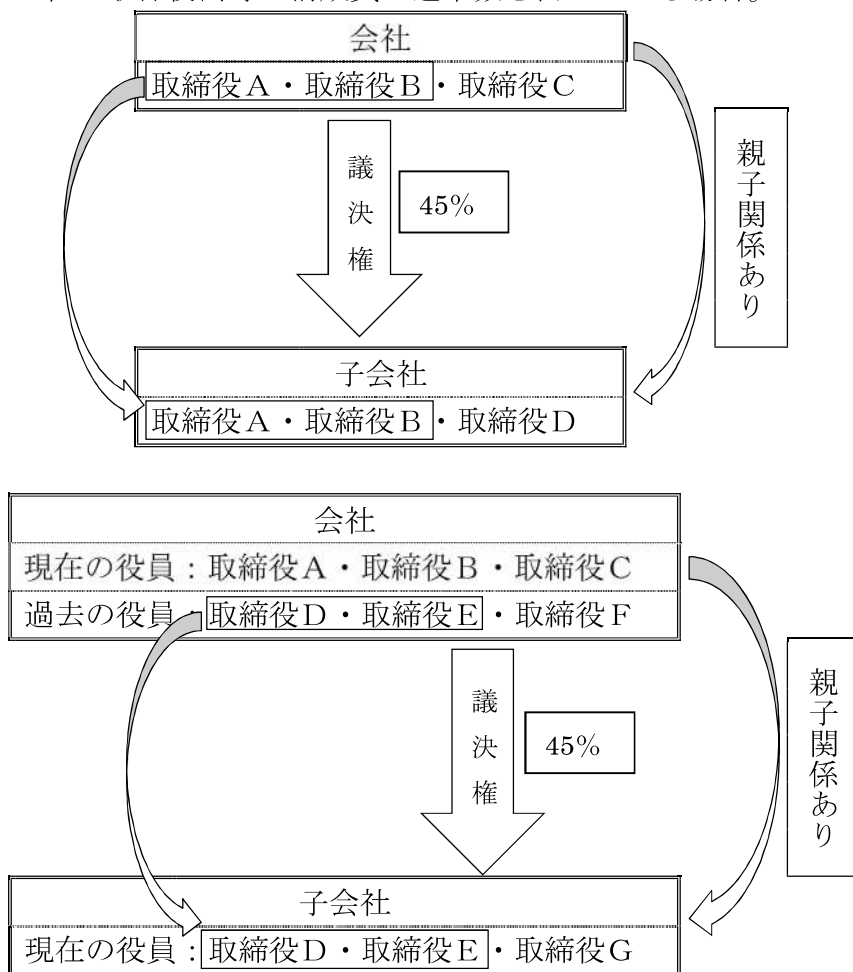 会社
取締役A・取締役B・取締役C
議決権
45%
親子関係あり
子会社
取締役A・取締役B・取締役D
会社
現在の役員：取締役A・取締役B・取締役C
過去の役員：取締役D・取締役E・取締役F
議決権
45%
親子関係あり
子会社
現在の役員：取締役D・取締役E・取締役G